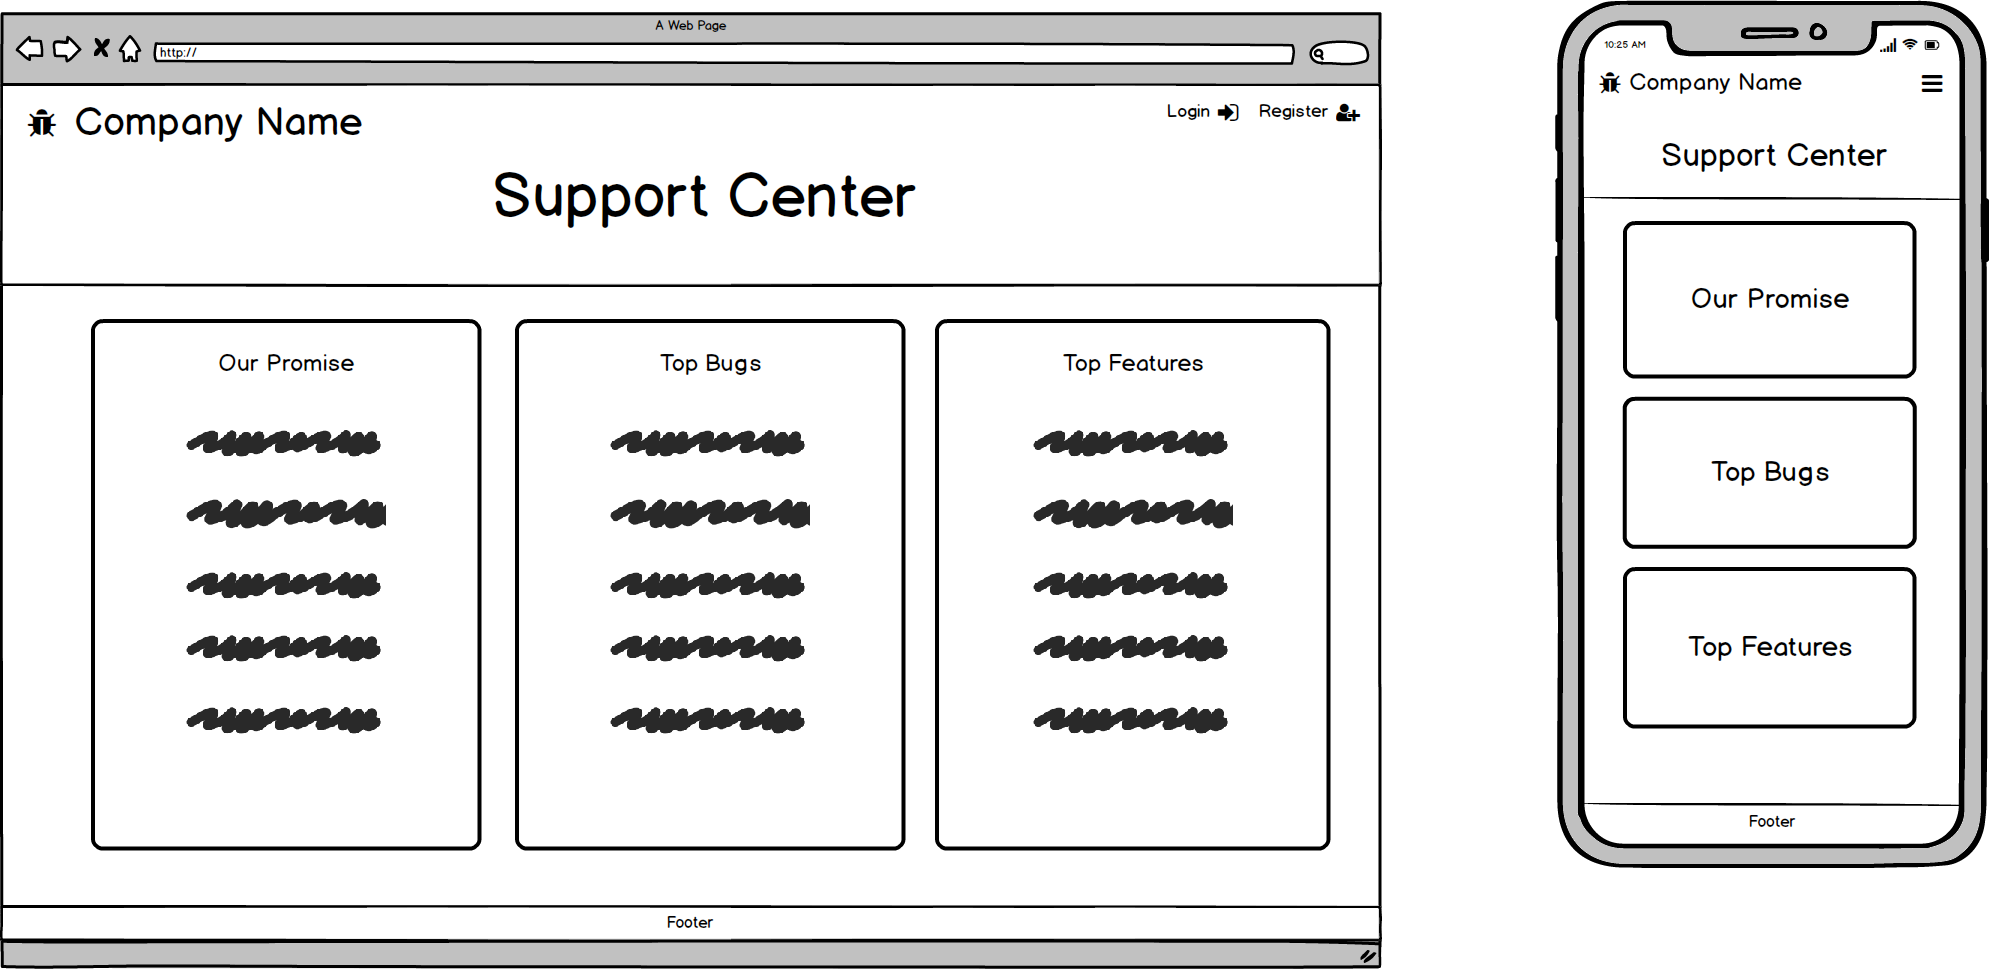 A Web Page
http://
Company Name
Login
Register
Support Center
Our Promise
Top Bugs
Top Features
Footer
10:25 AM
Company Name
Support Center
Our Promise
Top Bugs
Top Features
Footer